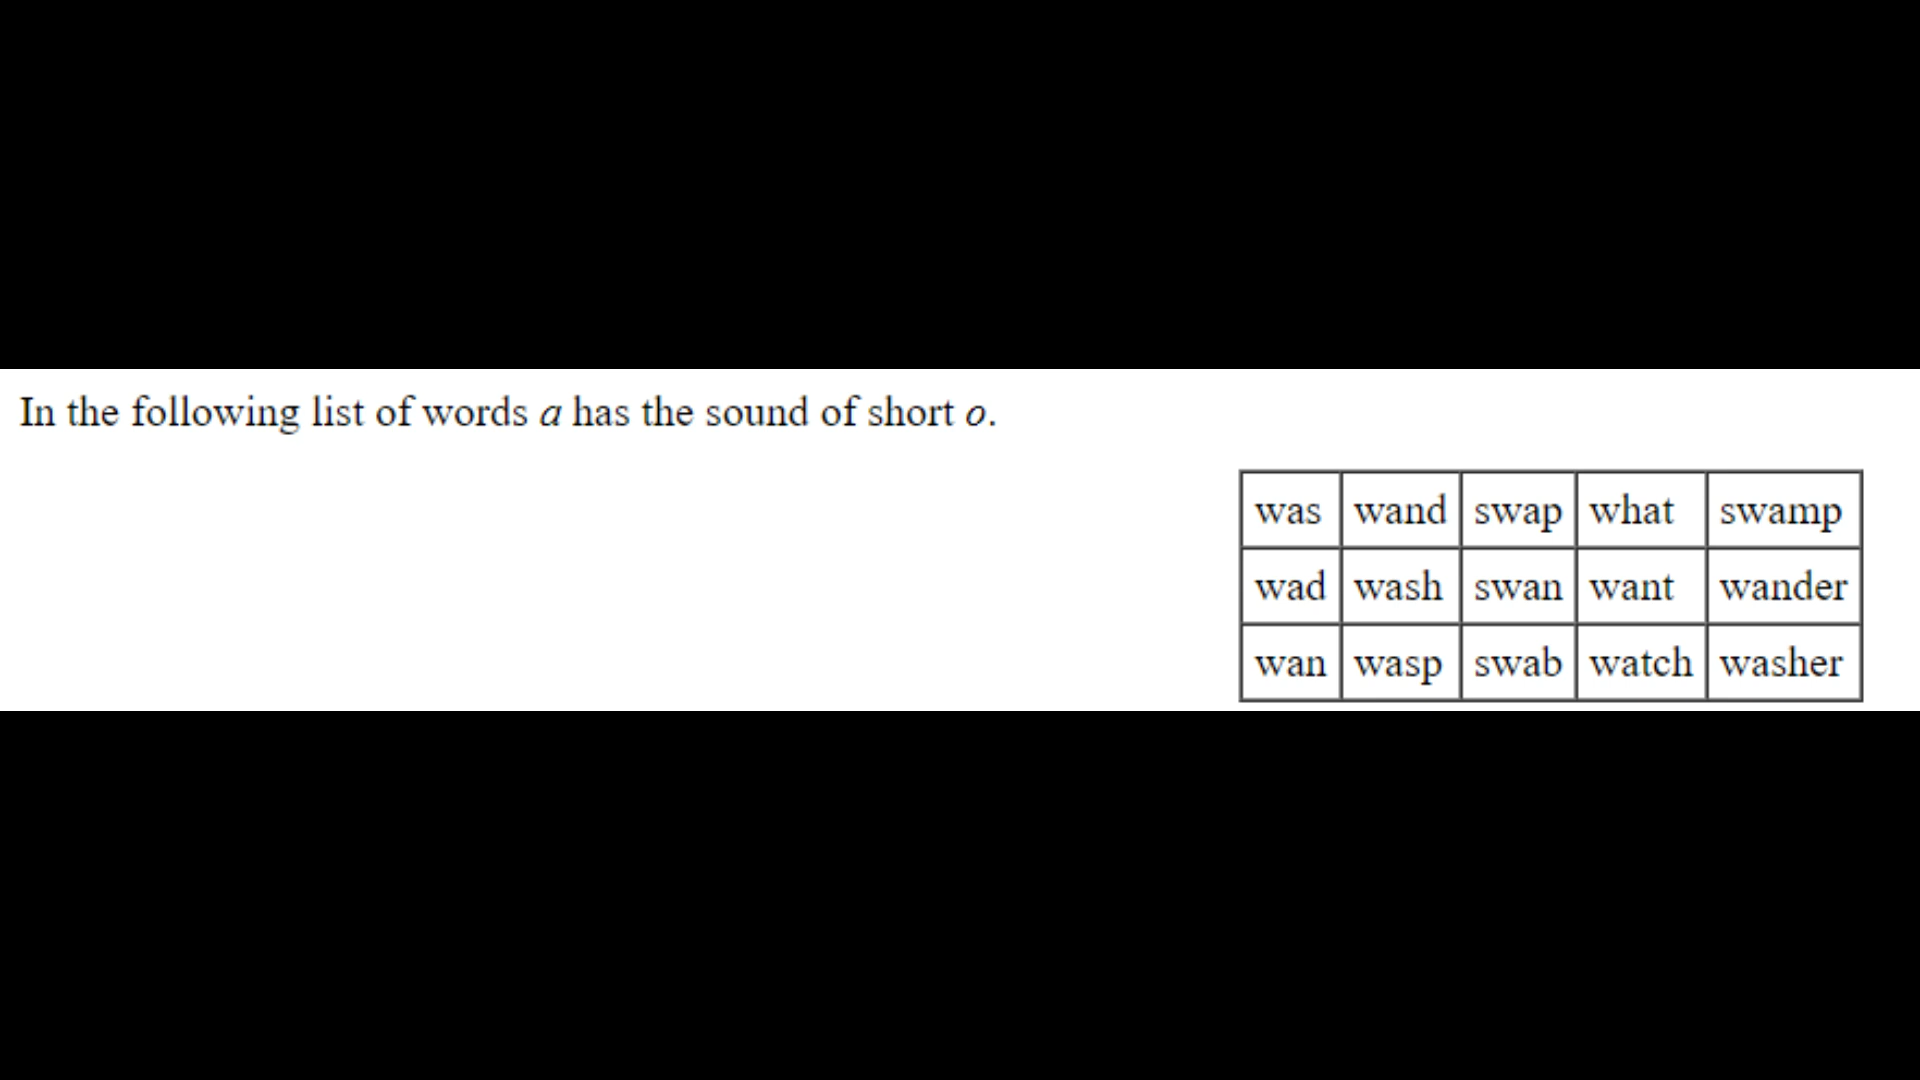 In the following list of words a has the sound of short o.
was wand swap what swamp
wad wash swan want wander
wan wasp swab watch washer